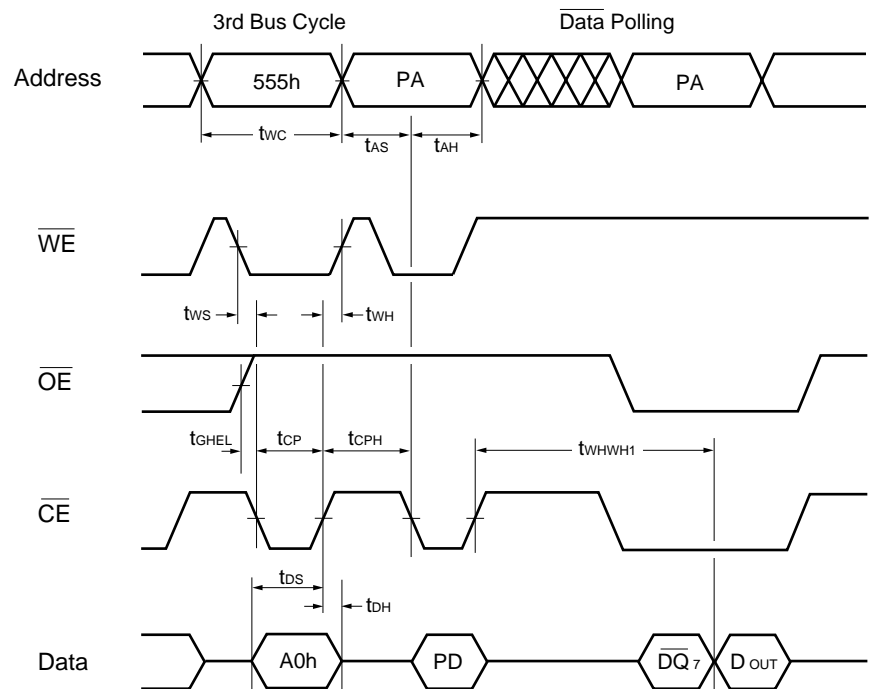 3rd Bus Cycle
Data Polling
Address
555h
PA
PA
tWC
tAS
tAH
WE
tWS
tWH
OE
tGHEL
tCP
tCPH
tWHWH1
CE
tDS
tDH
Data
A0h
PD
DQ7
DOUT